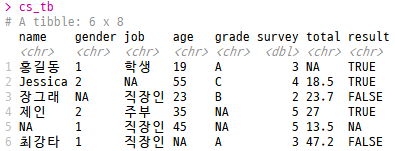 > cs_tb
# A tibble: 6 x 8
name gender job age grade survey total result
<chr> <chr> <chr> <chr> <chr> <dbl> <chr> <chr>
1 홍길동 1 학생 19 A 3 NA TRUE
2 Jessica 2 NA 55 C 4 18.5 TRUE
3 장그래 NA 직장인 23 B 2 23.7 FALSE
4 제인 2 주부 35 NA 5 27 TRUE
5 NA 1 직장인 45 NA 5 13.5 NA
6 최강타 1 직장인 NA A 3 47.2 FALSE